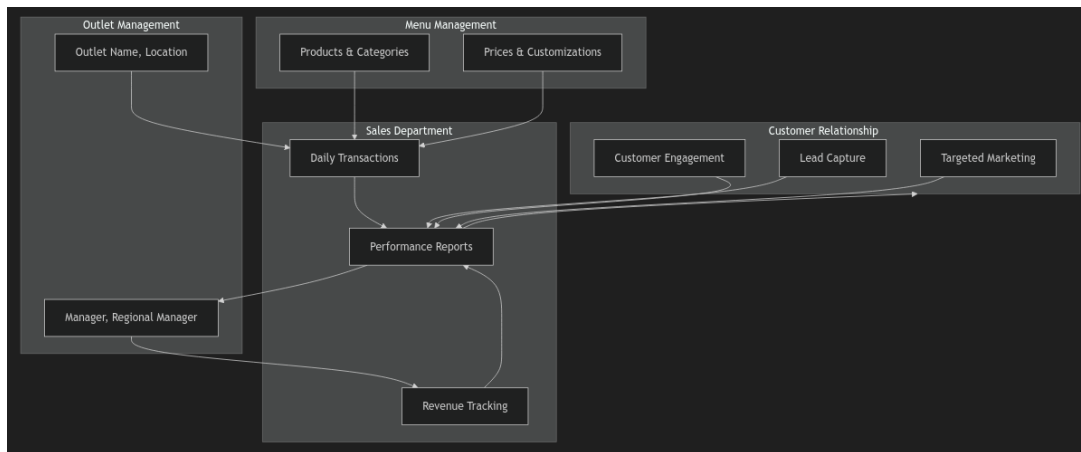 Outlet Management
Menu Management
Outlet Name, Location
Products & Categories
Prices & Customizations
Sales Department
Customer Relationship
Daily Transactions
Customer Engagement
Lead Capture
Targeted Marketing
Performance Reports
Manager, Regional Manager
Revenue Tracking